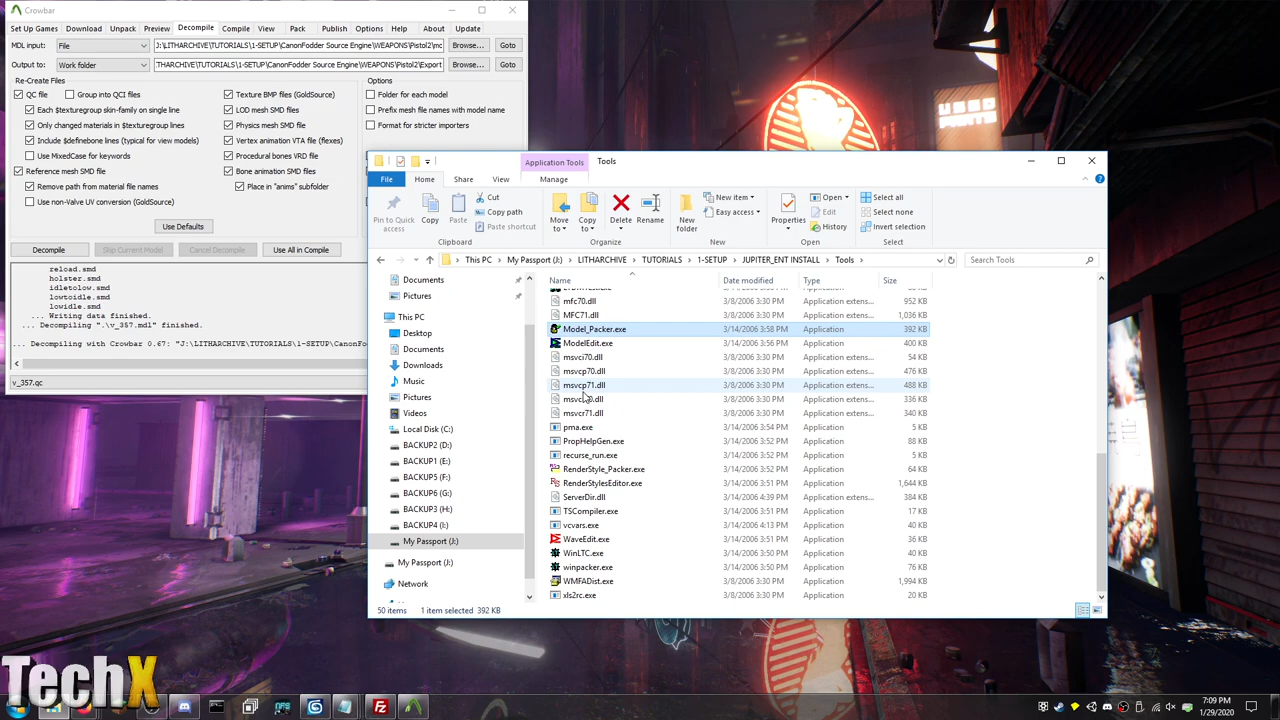 Crowbar
Set Up Games Download Unpack Preview Decompile Compile View Pack Publish Options Help About Update
MDL input: File J:\LITHARCHIVE\TUTORIALS\1-SETUP\CanonFodder Source Engine\WEAPONS\Pistol2\mc Browse... Goto
Output to: Work folder THARCHIVE\TUTORIALS\1-SETUP\CanonFodder Source Engine\WEAPONS\Pistol2\Export Browse... Goto
Re-Create Files Options
QC file Group into QCI files Texture BMP files (GoldSource) Folder for each model
Each $texturegroup skin-family on single line LOD mesh SMD files Prefix mesh file names with model name
Only changed materials in $texturegroup lines Physics mesh SMD file Format for stricter importers
Include $definebone lines (typical for view models) Vertex animation VTA file (flexes)
Use MixedCase for keywords Procedural bones VRD file
Reference mesh SMD file Bone animation SMD files
Remove path from material file names Place in "anims" subfolder
Use non-Valve UV conversion (GoldSource)
Use Defaults
Decompile Skip Current Model Cancel Decompile Use All in Compile
reload.smd
holster.smd
idletolow.smd
lowtoidle.smd
lowidle.smd
... Writing data finished.
... Decompiling ".\v_357.mdl" finished.
... Decompiling with Crowbar 0.67: "J:\LITHARCHIVE\TUTORIALS\1-SETUP\CanonFo
v_357.qc
Application Tools Tools
File Home Share View Manage
Pin to Quick access Copy Paste Cut Copy path Paste shortcut
Move to Copy to Delete Rename New folder New item Easy access
Properties Open Edit History Select all Select none Invert selection
Clipboard Organize New Open Select
This PC My Passport (J:) LITHARCHIVE TUTORIALS 1-SETUP JUPITER_ENT INSTALL Tools Search Tools
Documents
Pictures
This PC
Desktop
Documents
Downloads
Music
Pictures
Videos
Local Disk (C:)
BACKUP2 (D:)
BACKUP1 (E:)
BACKUP5 (F:)
BACKUP6 (G:)
BACKUP3 (H:)
BACKUP4 (I:)
My Passport (J:)
My Passport (J:)
Network
Name Date modified Type Size
mfc70.dll 3/8/2006 3:30 PM Application extens... 952 KB
MFC71.dll 3/8/2006 3:30 PM Application extens... 1,036 KB
Model_Packer.exe 3/14/2006 3:58 PM Application 392 KB
ModelEdit.exe 3/14/2006 3:52 PM Application 400 KB
msvci70.dll 3/8/2006 3:30 PM Application extens... 54 KB
msvcp70.dll 3/8/2006 3:30 PM Application extens... 476 KB
msvcp71.dll 3/8/2006 3:30 PM Application extens... 488 KB
3/8/2006 3:30 PM Application extens... 336 KB
msvcr71.dll 3/8/2006 3:30 PM Application extens... 340 KB
pma.exe 3/14/2006 3:54 PM Application 5 KB
PropHelpGen.exe 3/14/2006 3:52 PM Application 88 KB
recurse_run.exe 3/14/2006 3:52 PM Application 5 KB
RenderStyle_Packer.exe 3/14/2006 3:52 PM Application 64 KB
RenderStylesEditor.exe 3/14/2006 3:51 PM Application 1,644 KB
ServerDir.dll 3/14/2006 4:39 PM Application extens... 384 KB
TSCompiler.exe 3/14/2006 3:51 PM Application 17 KB
vcvars.exe 3/14/2006 4:13 PM Application 40 KB
WaveEdit.exe 3/14/2006 3:51 PM Application 36 KB
WinLTC.exe 3/14/2006 3:50 PM Application 40 KB
winpacker.exe 3/14/2006 3:50 PM Application 76 KB
WMFADist.exe 3/8/2006 3:30 PM Application 1,994 KB
xls2rc.exe 3/8/2006 3:30 PM Application 20 KB
50 items 1 item selected 392 KB
USED
TechX
7:09 PM
1/29/2020